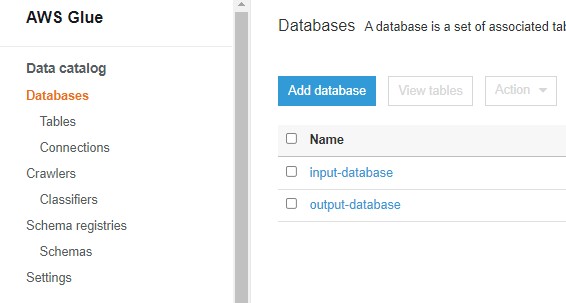 AWS Glue
Data catalog
Databases
Tables
Connections
Crawlers
Classifiers
Schema registries
Schemas
Settings
Databases A database is a set of associated
Add database
View tables
Action
Name
input-database
output-database